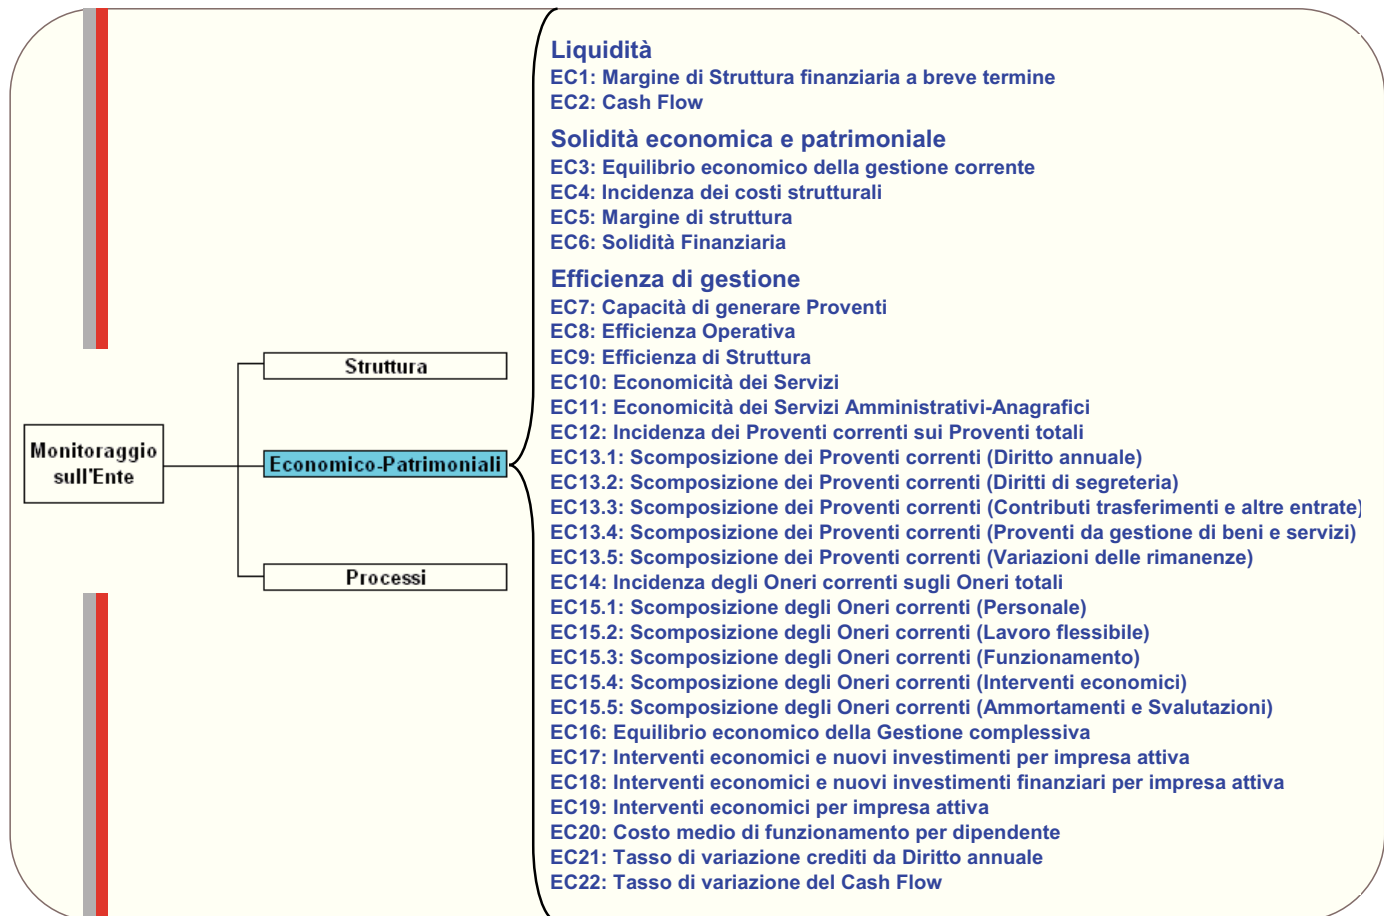 Liquidità
EC1: Margine di Struttura finanziaria a breve termine
EC2: Cash Flow
Solidità economica e patrimoniale
EC3: Equilibrio economico della gestione corrente
EC4: Incidenza dei costi strutturali
EC5: Margine di struttura
EC6: Solidità Finanziaria
Efficienza di gestione
EC7: Capacità di generare Proventi
EC8: Efficienza Operativa
EC9: Efficienza di Struttura
EC10: Economicità dei Servizi
EC11: Economicità dei Servizi Amministrativi-Anagrafici
EC12: Incidenza dei Proventi correnti sui Proventi totali
EC13.1: Scomposizione dei Proventi correnti (Diritto annuale)
EC13.2: Scomposizione dei Proventi correnti (Diritti di segreteria)
EC13.3: Scomposizione dei Proventi correnti (Contributi trasferimenti e altre entrate)
EC13.4: Scomposizione dei Proventi correnti (Proventi da gestione di beni e servizi)
EC13.5: Scomposizione dei Proventi correnti (Variazioni delle rimanenze)
EC14: Incidenza degli Oneri correnti sugli Oneri totali
EC15.1: Scomposizione degli Oneri correnti (Personale)
EC15.2: Scomposizione degli Oneri correnti (Lavoro flessibile)
EC15.3: Scomposizione degli Oneri correnti (Funzionamento)
EC15.4: Scomposizione degli Oneri correnti (Interventi economici)
EC15.5: Scomposizione degli Oneri correnti (Ammortamenti e Svalutazioni)
EC16: Equilibrio economico della Gestione complessiva
EC17: Interventi economici e nuovi investimenti per impresa attiva
EC18: Interventi economici e nuovi investimenti finanziari per impresa attiva
EC19: Interventi economici per impresa attiva
EC20: Costo medio di funzionamento per dipendente
EC21: Tasso di variazione crediti da Diritto annuale
EC22: Tasso di variazione del Cash Flow
Monitoraggio
sull'Ente
Struttura
Economico-Patrimoniali
Processi